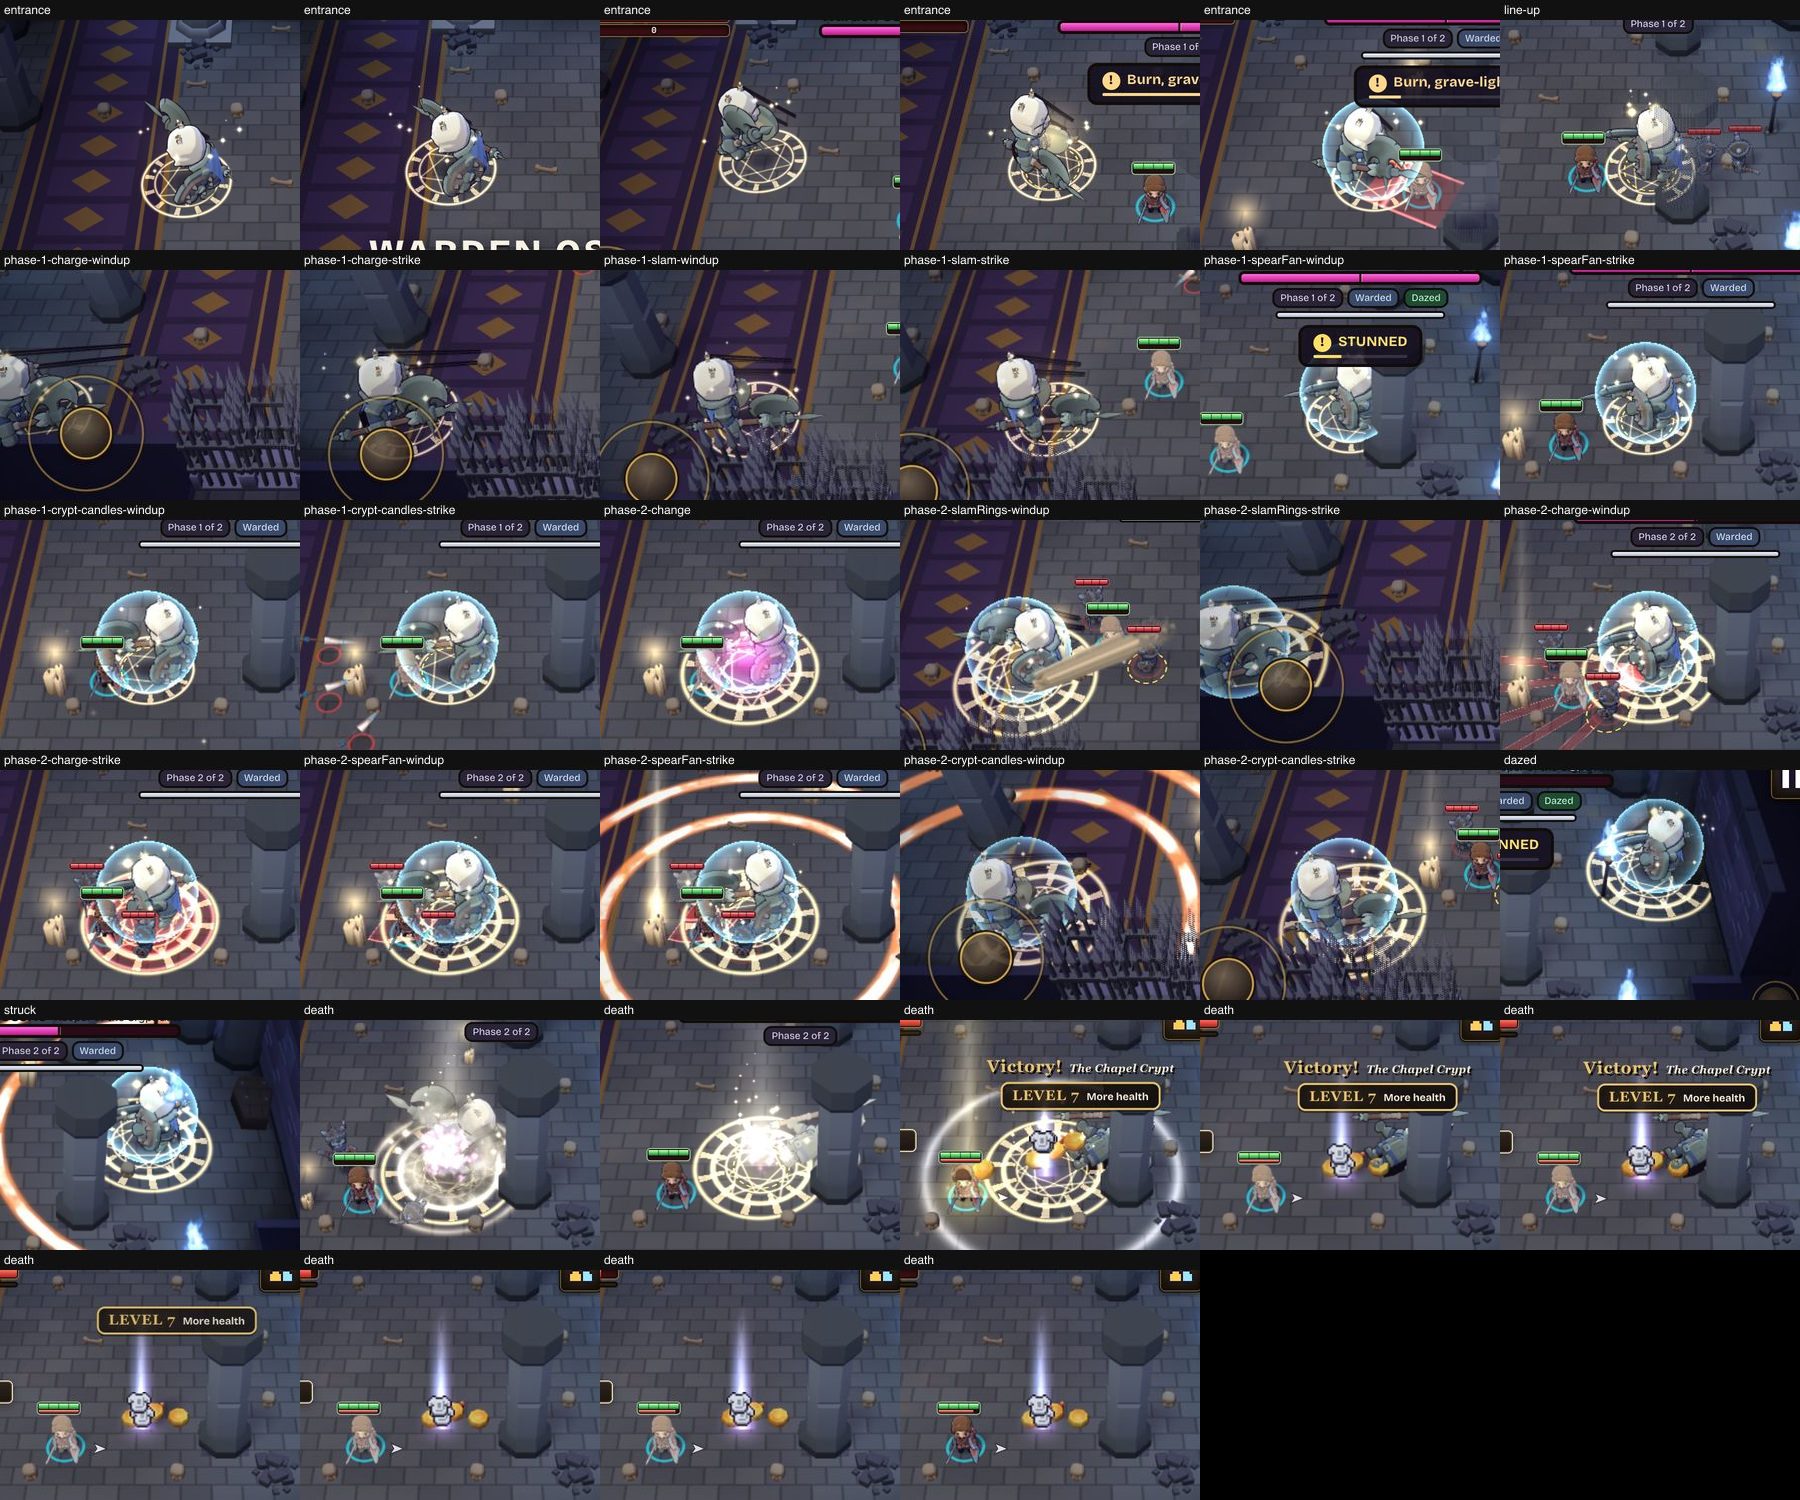 entrance
entrance
entrance
entrance
entrance
line-up
0
Phase 1 of
Burn, grav
Phase 1 of 2
Warde
Burn, grave-ligh
Phase 1 of 2
WARDEN OS
phase-1-charge-windup
phase-1-charge-strike
phase-1-slam-windup
phase-1-slam-strike
phase-1-spearFan-windup
phase-1-spearFan-strike
Phase 1 of 2
Warded
Dazed
STUNNED
Phase 1 of 2
Warded
phase-1-crypt-candles-windup
phase-1-crypt-candles-strike
phase-2-change
phase-2-slamRings-windup
phase-2-slamRings-strike
phase-2-charge-windup
Phase 1 of 2
Warded
Phase 1 of 2
Warded
Phase 2 of 2
Warded
Phase 2 of 2
Warded
phase-2-charge-strike
phase-2-spearFan-windup
phase-2-spearFan-strike
phase-2-crypt-candles-windup
phase-2-crypt-candles-strike
dazed
Phase 2 of 2
Warded
Phase 2 of 2
Warded
Phase 2 of 2
Warded
rded
Dazed
NNED
struck
death
death
death
death
death
Phase 2 of 2
Warded
Phase 2 of 2
Phase 2 of 2
Victory! The Chapel Crypt
LEVEL 7 More health
Victory! The Chapel Crypt
LEVEL 7 More health
Victory! The Chapel Crypt
LEVEL 7 More health
death
death
death
death
LEVEL 7 More health